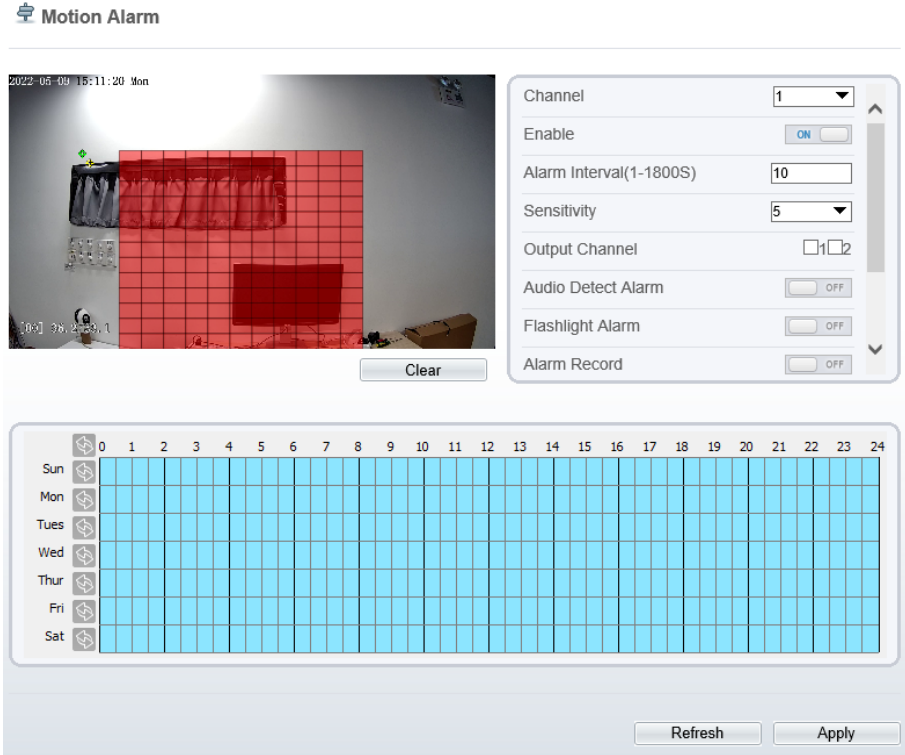 Motion Alarm
2022-05-09 15:11:20 Mon
Clear
Channel 1
Enable ON
Alarm Interval(1-1800S) 10
Sensitivity 5
Output Channel 1 2
Audio Detect Alarm OFF
Flashlight Alarm OFF
Alarm Record OFF
0 1 2 3 4 5 6 7 8 9 10 11 12 13 14 15 16 17 18 19 20 21 22 23 24
Sun
Mon
Tues
Wed
Thur
Fri
Sat
Refresh Apply